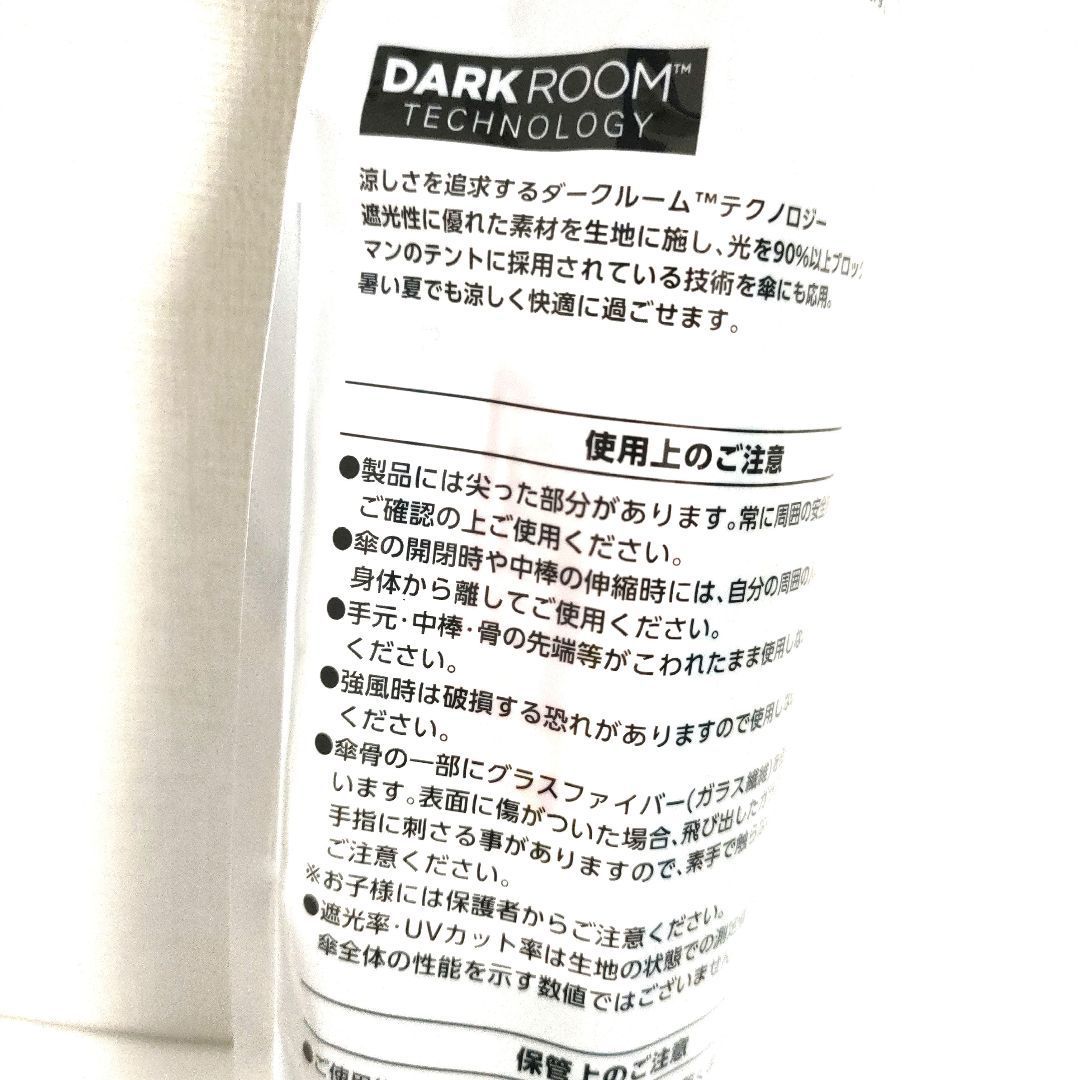 DARK ROOM™
TECHNOLOGY
涼しさを追求するダークルーム™テクノロジー
遮光性に優れた素材を生地に施し、光を90%以上ブロッ
マンのテントに採用されている技術を傘にも応用。
暑い夏でも涼しく快適に過ごせます。
使用上のご注意
●製品には尖った部分があります。常に周囲の安全
ご確認の上ご使用ください。
●傘の開閉時や中棒の伸縮時には、自分の周囲の
身体から離してご使用ください。
●手元・中棒・骨の先端等がこわれたまま使用し
ください。
●強風時は破損する恐れがありますので使用し
ください。
●傘骨の一部にグラスファイバー(ガラス繊維)
います。表面に傷がついた場合、飛び出した
手指に刺さる事がありますので、素手で触
ご注意ください。
※お子様には保護者からご注意ください。
●遮光率・UVカット率は生地の状態での測定
傘全体の性能を示す数値ではございません
保管上のご注意
●ご使用